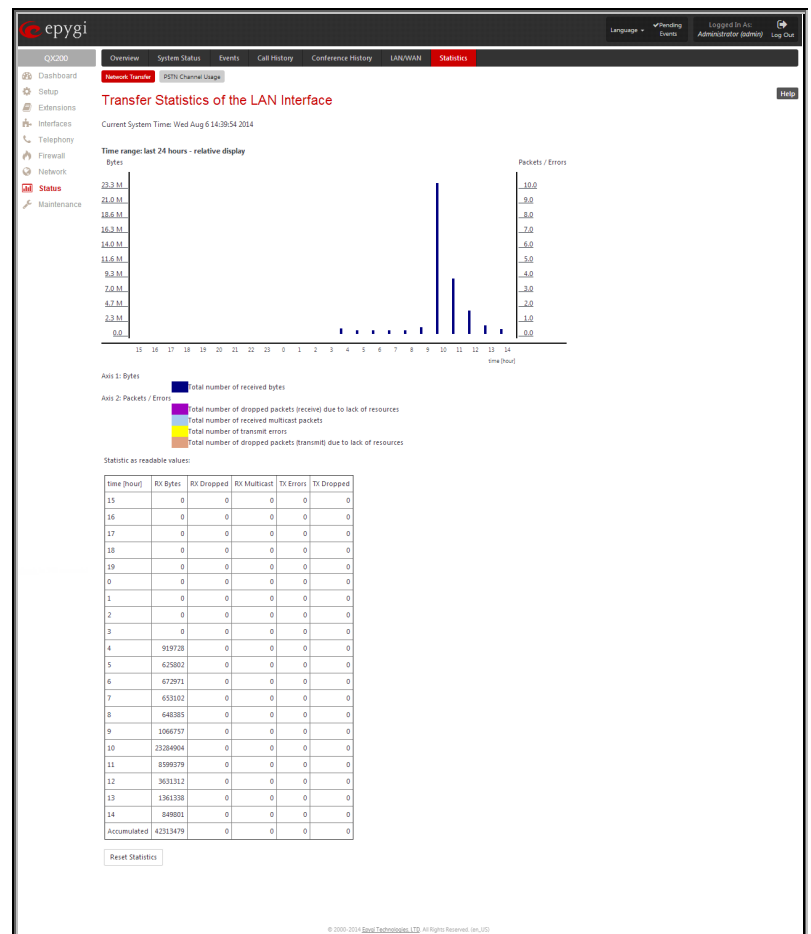 epygi
Language
Pending Events
Logged In As:
Administrator (admin)
Log Out
QX200
Overview System Status Events Call History Conference History LAN/WAN Statistics
Dashboard
Setup
Extensions
Interfaces
Telephony
Firewall
Network
Status
Maintenance
Network Transfer PSTN Channel Usage
Help
Transfer Statistics of the LAN Interface
Current System Time: Wed Aug 6 14:39:54 2014
Time range: last 24 hours - relative display
Bytes Packets / Errors
23.3 M 10.0
21.0 M 9.0
18.6 M 8.0
16.3 M 7.0
14.0 M 6.0
11.6 M 5.0
9.3 M 4.0
7.0 M 3.0
4.7 M 2.0
2.3 M 1.0
0.0 0.0
15 16 17 18 19 20 21 22 23 0 1 2 3 4 5 6 7 8 9 10 11 12 13 14
time [hour]
Axis 1: Bytes
Total number of received bytes
Axis 2: Packets / Errors
Total number of dropped packets (receive) due to lack of resources
Total number of received multicast packets
Total number of transmit errors
Total number of dropped packets (transmit) due to lack of resources
Statistic as readable values:
time [hour] RX Bytes RX Dropped RX Multicast TX Errors TX Dropped
15 0 0 0 0 0
16 0 0 0 0 0
17 0 0 0 0 0
18 0 0 0 0 0
19 0 0 0 0 0
0 0 0 0 0 0
1 0 0 0 0 0
2 0 0 0 0 0
3 0 0 0 0 0
4 919728 0 0 0 0
5 625802 0 0 0 0
6 672971 0 0 0 0
7 653102 0 0 0 0
8 648385 0 0 0 0
9 1066757 0 0 0 0
10 23284904 0 0 0 0
11 8599379 0 0 0 0
12 3631312 0 0 0 0
13 1361338 0 0 0 0
14 849801 0 0 0 0
Accumulated 42313479 0 0 0 0
Reset Statistics
© 2000-2014 Epygi Technologies, LTD. All Rights Reserved. (en_US)